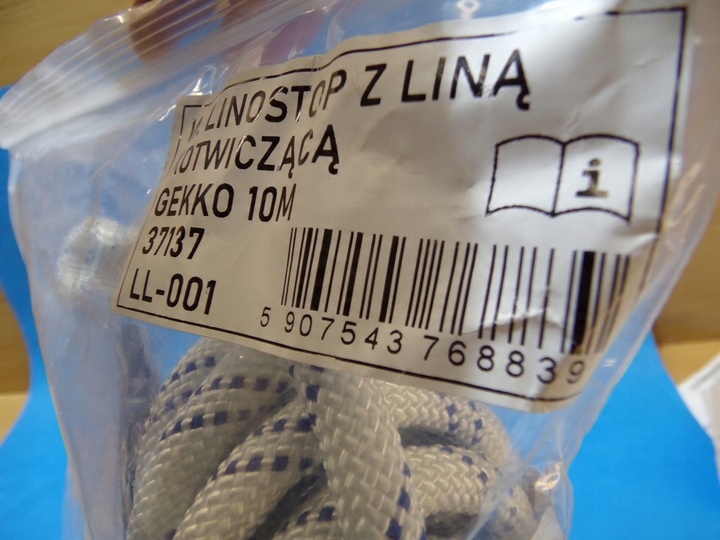 LINOSTOP Z LINĄ
KOTWICZĄCĄ
GEKKO 10M
37137
LL-001
i
5 907543 768839